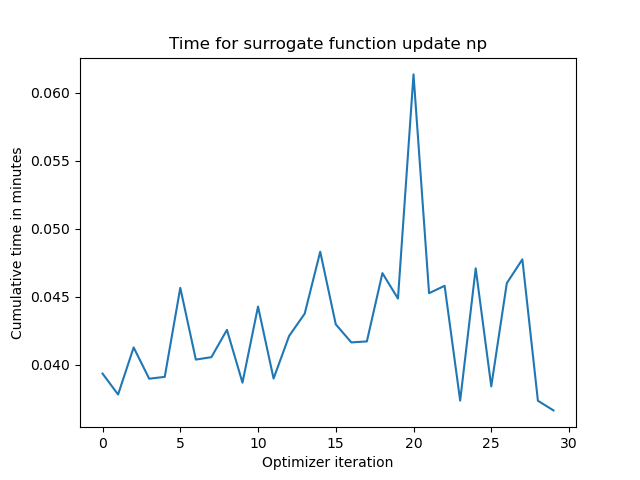 Time for surrogate function update np
Cumulative time in minutes
0.060
0.055
0.050
0.045
0.040
0 5 10 15 20 25 30
Optimizer iteration